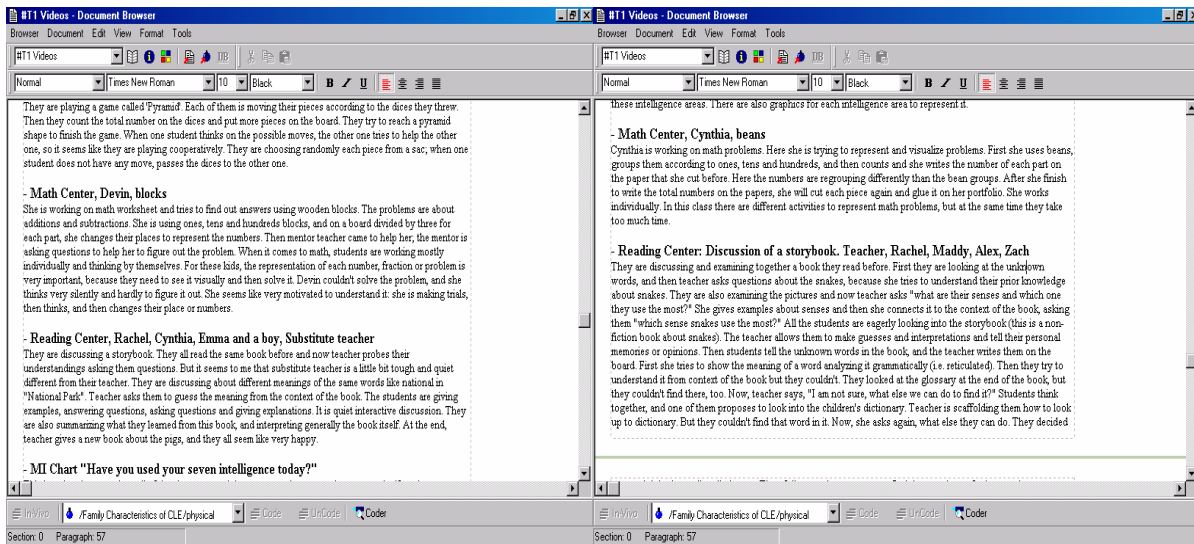 #T1 Videos - Document Browser
Browser Document Edit View Format Tools
#T1 Videos
DB
Normal
Times New Roman
10
Black
B I U
They are playing a game called 'Pyramid'. Each of them is moving their pieces according to the dices they threw.
Then they count the total number on the dices and put more pieces on the board. They try to reach a pyramid
shape to finish the game. When one student thinks on the possible moves, the other one tries to help the other
one, so it seems like they are playing cooperatively. They are choosing randomly each piece from a sac; when one
student does not have any move, passes the dices to the other one.
- Math Center, Devin, blocks
She is working on math worksheet and tries to find out answers using wooden blocks. The problems are about
additions and subtractions. She is using ones, tens and hundreds blocks, and on a board divided by three for
each part, she changes their places to represent the numbers. Then mentor teacher came to help her, the mentor is
asking questions to help her to figure out the problem. When it comes to math, students are working mostly
individually and thinking by themselves. For these kids, the representation of each number, fraction or problem is
very important, because they need to see it visually and then solve it. Devin couldn't solve the problem, and she
thinks very silently and hardly to figure it out. She seems like very motivated to understand it: she is making trials,
then thinks, and then changes their place or numbers.
- Reading Center, Rachel, Cynthia, Emma and a boy, Substitute teacher
They are discussing a storybook. They all read the same book before and now teacher probes their
understandings asking them questions. But it seems to me that substitute teacher is a little bit tough and quiet
different from their teacher. They are discussing about different meanings of the same words like national in
"National Park". Teacher asks them to guess the meaning from the context of the book. The students are giving
examples, answering questions, asking questions and giving explanations. It is quiet interactive discussion. They
are also summarizing what they learned from this book, and interpreting generally the book itself. At the end,
teacher gives a new book about the pigs, and they all seem like very happy.
- MI Chart "Have you used your seven intelligence today?"
In-Vivo
/Family Characteristics of CLE/physical
Code
UnCode
Coder
Section: 0 Paragraph: 57
#T1 Videos - Document Browser
Browser Document Edit View Format Tools
#T1 Videos
DB
Normal
Times New Roman
10
Black
B I U
these intelligence areas. There are also graphics for each intelligence area to represent it.
- Math Center, Cynthia, beans
Cynthia is working on math problems. Here she is trying to represent and visualize problems. First she uses beans,
groups them according to ones, tens and hundreds, and then counts and she writes the number of each part on
the paper that she cut before. Here the numbers are regrouping differently than the bean groups. After she finish
to write the total numbers on the papers, she will cut each piece again and glue it on her portfolio. She works
individually. In this class there are different activities to represent math problems, but at the same time they take
too much time.
- Reading Center: Discussion of a storybook. Teacher, Rachel, Maddy, Alex, Zach
They are discussing and examining together a book they read before. First they are looking at the unknown
words, and then teacher asks questions about the snakes, because she tries to understand their prior knowledge
about snakes. They are also examining the pictures and now teacher asks "what are their senses and which one
they use the most?" She gives examples about senses and then she connects it to the context of the book, asking
them "which sense snakes use the most?" All the students are eagerly looking into the storybook (this is a non-
fiction book about snakes). The teacher allows them to make guesses and interpretations and tell their personal
memories or opinions. Then students tell the unknown words in the book, and the teacher writes them on the
board. First she tries to show the meaning of a word analyzing it grammatically (i.e. reticulated). Then they try to
understand it from context of the book but they couldn't. They looked at the glossary at the end of the book, but
they couldn't find there, too. Now, teacher says, "I am not sure, what else we can do to find it?" Students think
together, and one of them proposes to look into the children's dictionary. Teacher is scaffolding them how to look
up to dictionary. But they couldn't find that word in it. Now, she asks again, what else they can do. They decided
In-Vivo
/Family Characteristics of CLE/physical
Code
UnCode
Coder
Section: 0 Paragraph: 57